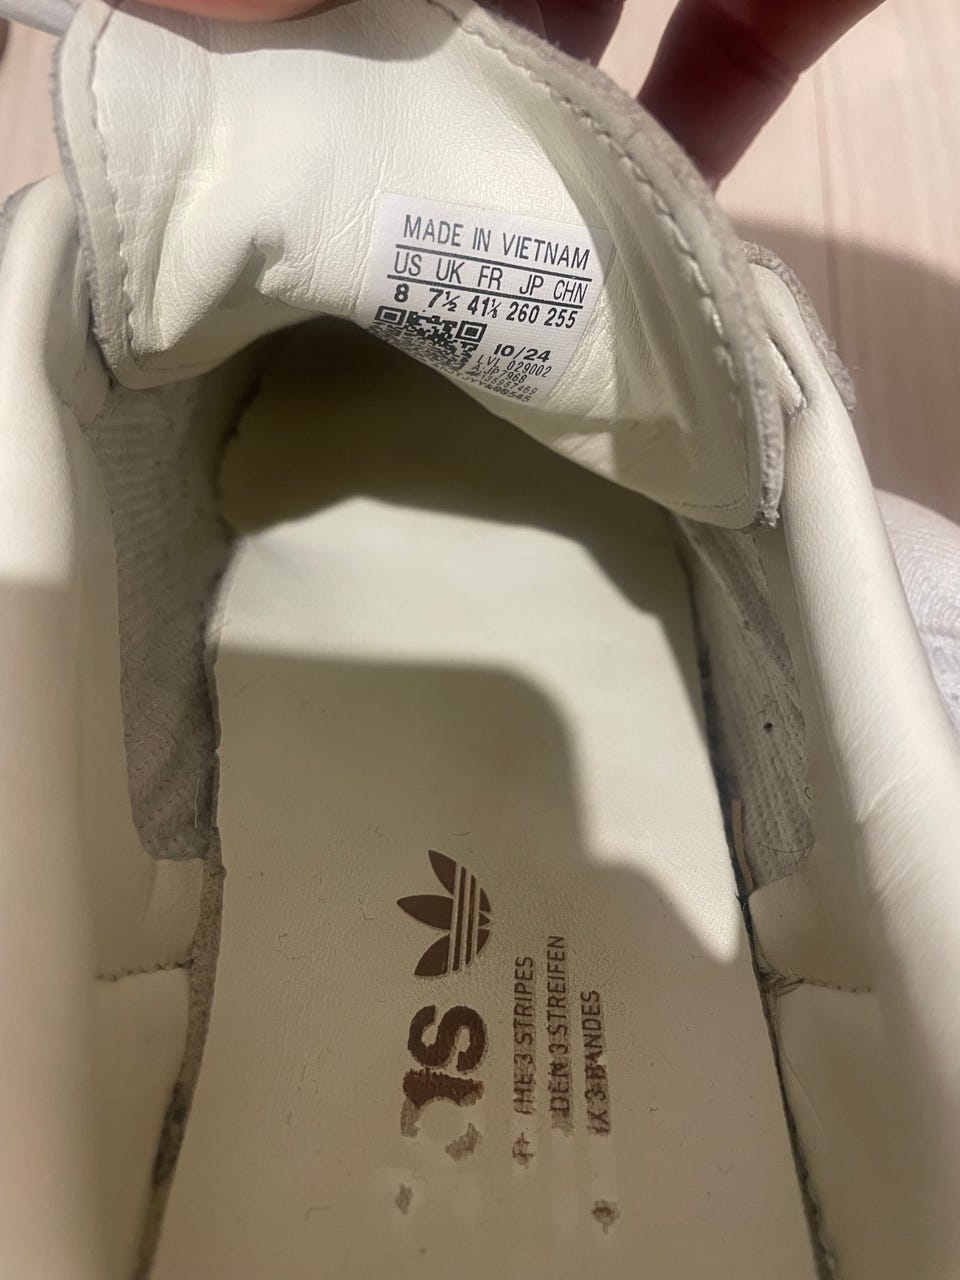 MADE IN VIETNAM
US UK FR JP CHN
8 7½ 41⅓ 260 255
10/24
LVL 029002
A:JP7968
THE 3 STRIPES
DEN 3 STREIFEN
3 BANDES